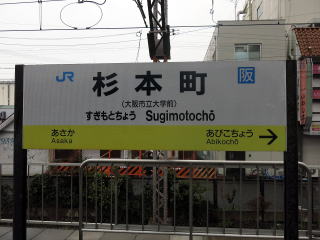 JR 杉本町 阪
(大阪市立大学前)
すぎもとちょう Sugimotochō
あさか あびこちょう
Asaka Abikochō